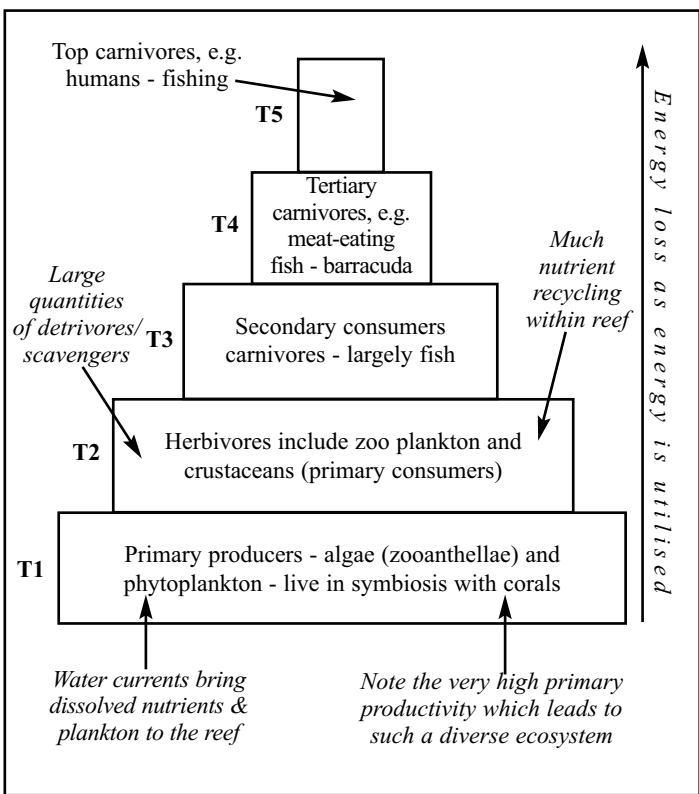 Top carnivores, e.g.
humans - fishing
T5
Tertiary
carnivores, e.g.
meat-eating
fish - barracuda
T4
Much
nutrient
recycling
within reef
Large
quantities
of detrivores/
scavengers
T3
Secondary consumers
carnivores - largely fish
T2
Herbivores include zoo plankton and
crustaceans (primary consumers)
T1
Primary producers - algae (zooanthellae) and
phytoplankton - live in symbiosis with corals
Water currents bring
dissolved nutrients &
plankton to the reef
Note the very high primary
productivity which leads to
such a diverse ecosystem
Energy loss as energy is utilised